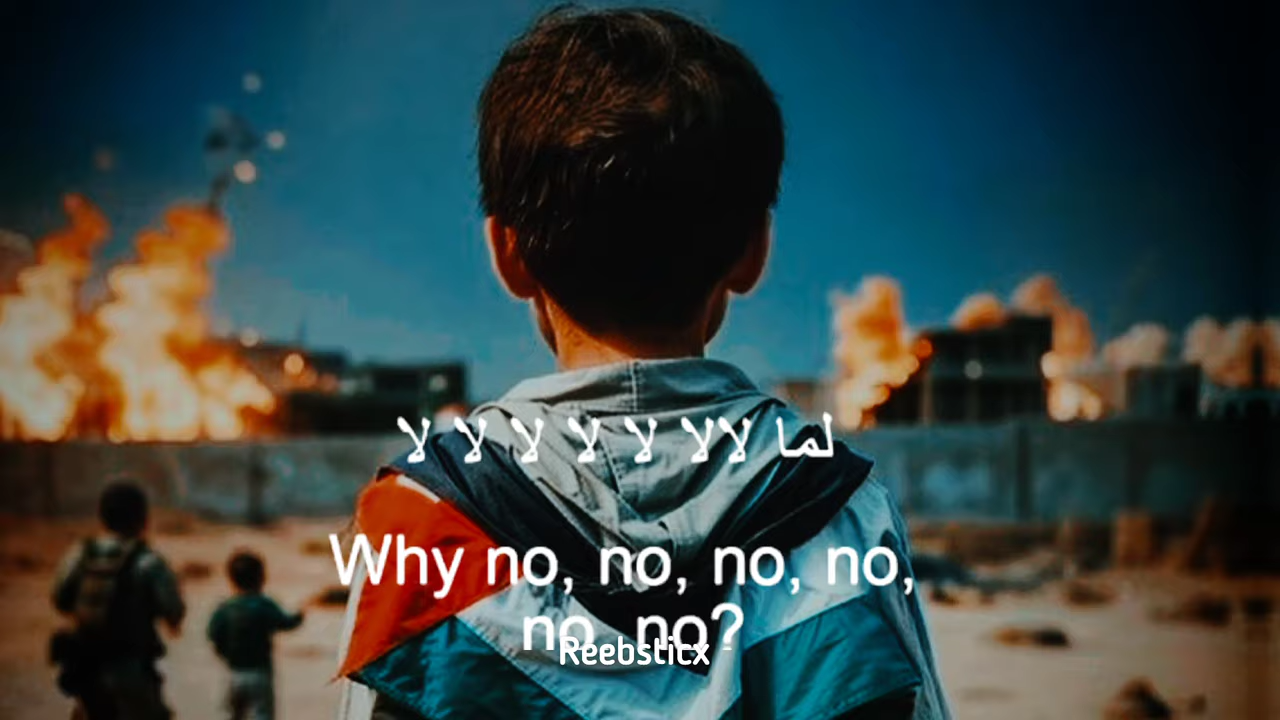 لما لالا لا لا لا لا لا
Why no, no, no, no,
no, no?
Reebsticx